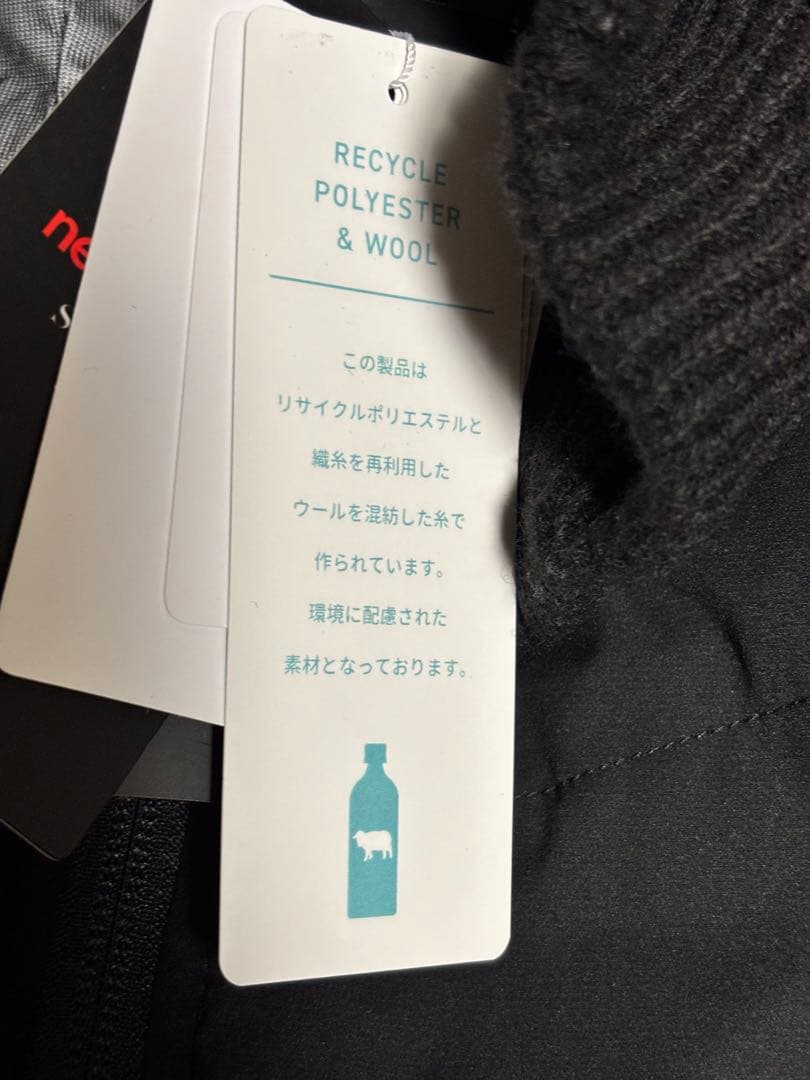 RECYCLE
POLYESTER
& WOOL
この製品は
リサイクルポリエステルと
織糸を再利用した
ウールを混紡した糸で
作られています。
環境に配慮された
素材となっております。
ne
S